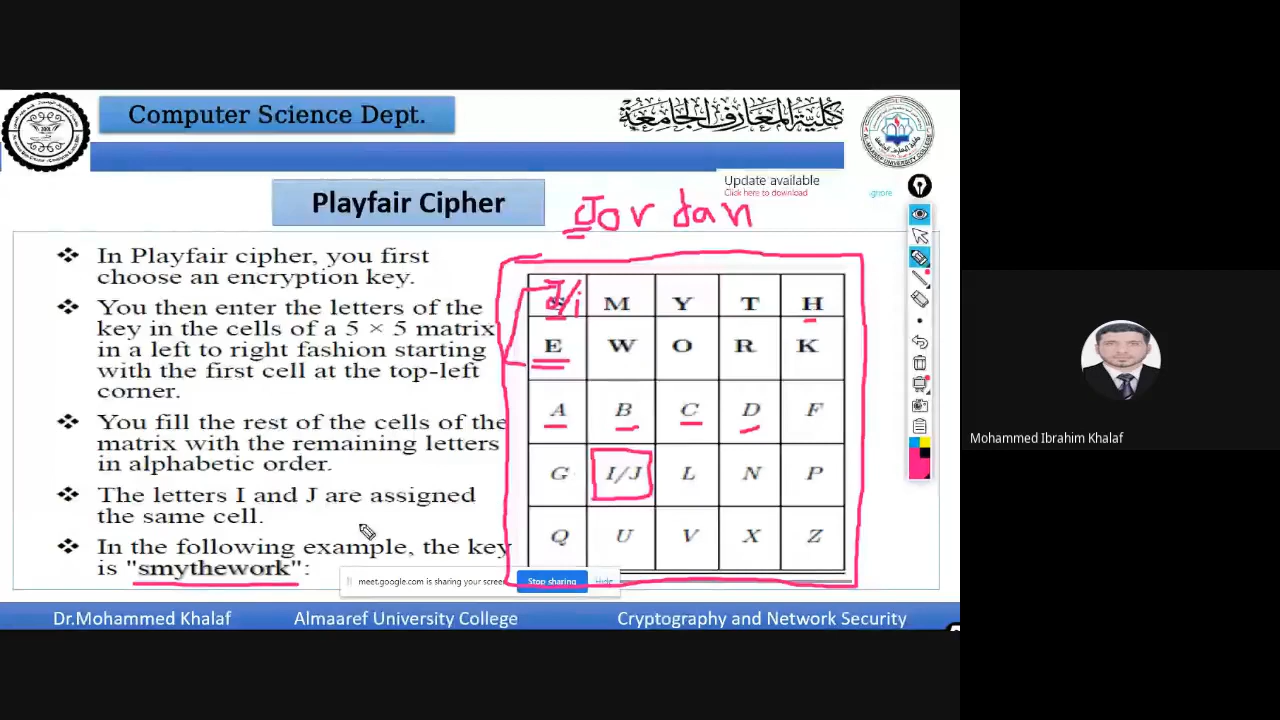 Computer Science Dept.
كلية المعارف الجامعة
Update available
Click here to download
ignore
Playfair Cipher
Jordan
❖ In Playfair cipher, you first
choose an encryption key.
❖ You then enter the letters of the
key in the cells of a 5 × 5 matrix
in a left to right fashion starting
with the first cell at the top-left
corner.
❖ You fill the rest of the cells of the
matrix with the remaining letters
in alphabetic order.
❖ The letters I and J are assigned
the same cell.
❖ In the following example, the key
is "smythework":
J/i M Y T H
E W O R K
A B C D F
G I/J L N P
Q U V X Z
meet.google.com is sharing your screen
Stop sharing
Hide
Dr.Mohammed Khalaf Almaaref University College Cryptography and Network Security
Mohammed Ibrahim Khalaf